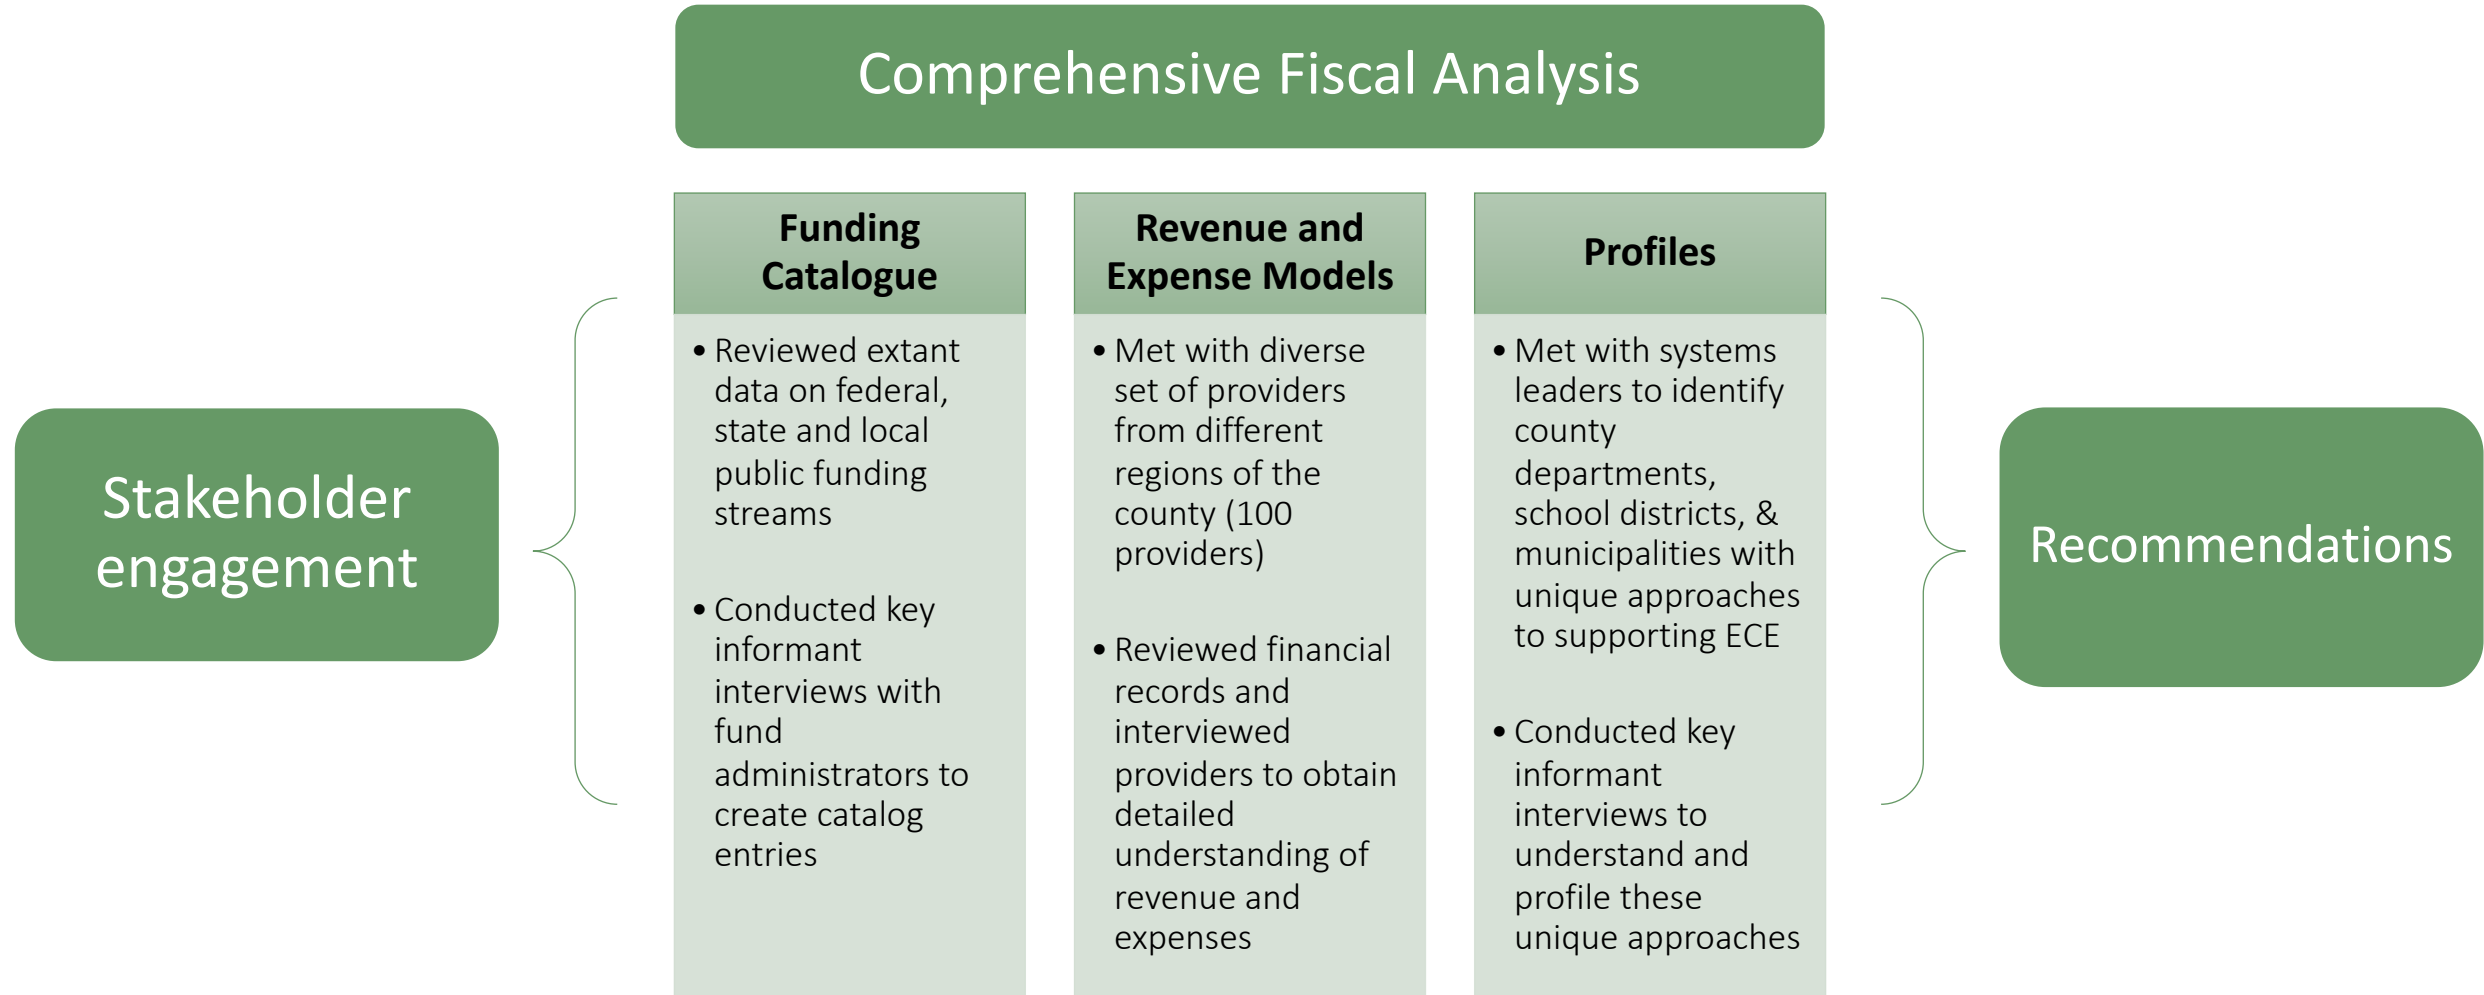 Comprehensive Fiscal Analysis
Stakeholder
engagement
Funding
Catalogue
• Reviewed extant
data on federal,
state and local
public funding
streams
• Conducted key
informant
interviews with
fund
administrators to
create catalog
entries
Revenue and
Expense Models
• Met with diverse
set of providers
from different
regions of the
county (100
providers)
• Reviewed financial
records and
interviewed
providers to obtain
detailed
understanding of
revenue and
expenses
Profiles
• Met with systems
leaders to identify
county
departments,
school districts, &
municipalities with
unique approaches
to supporting ECE
• Conducted key
informant
interviews to
understand and
profile these
unique approaches
Recommendations